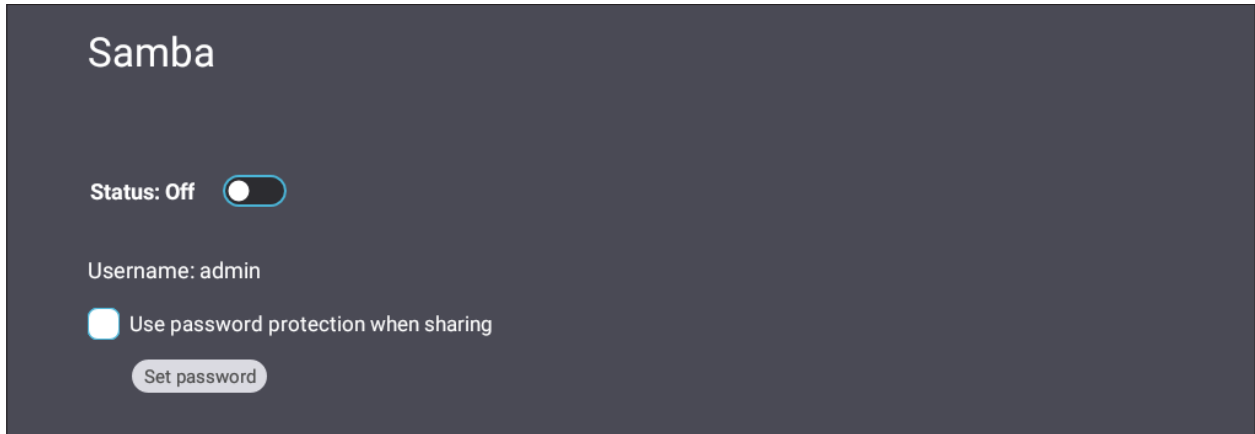 Samba
Status: Off
Username: admin
Use password protection when sharing
Set password